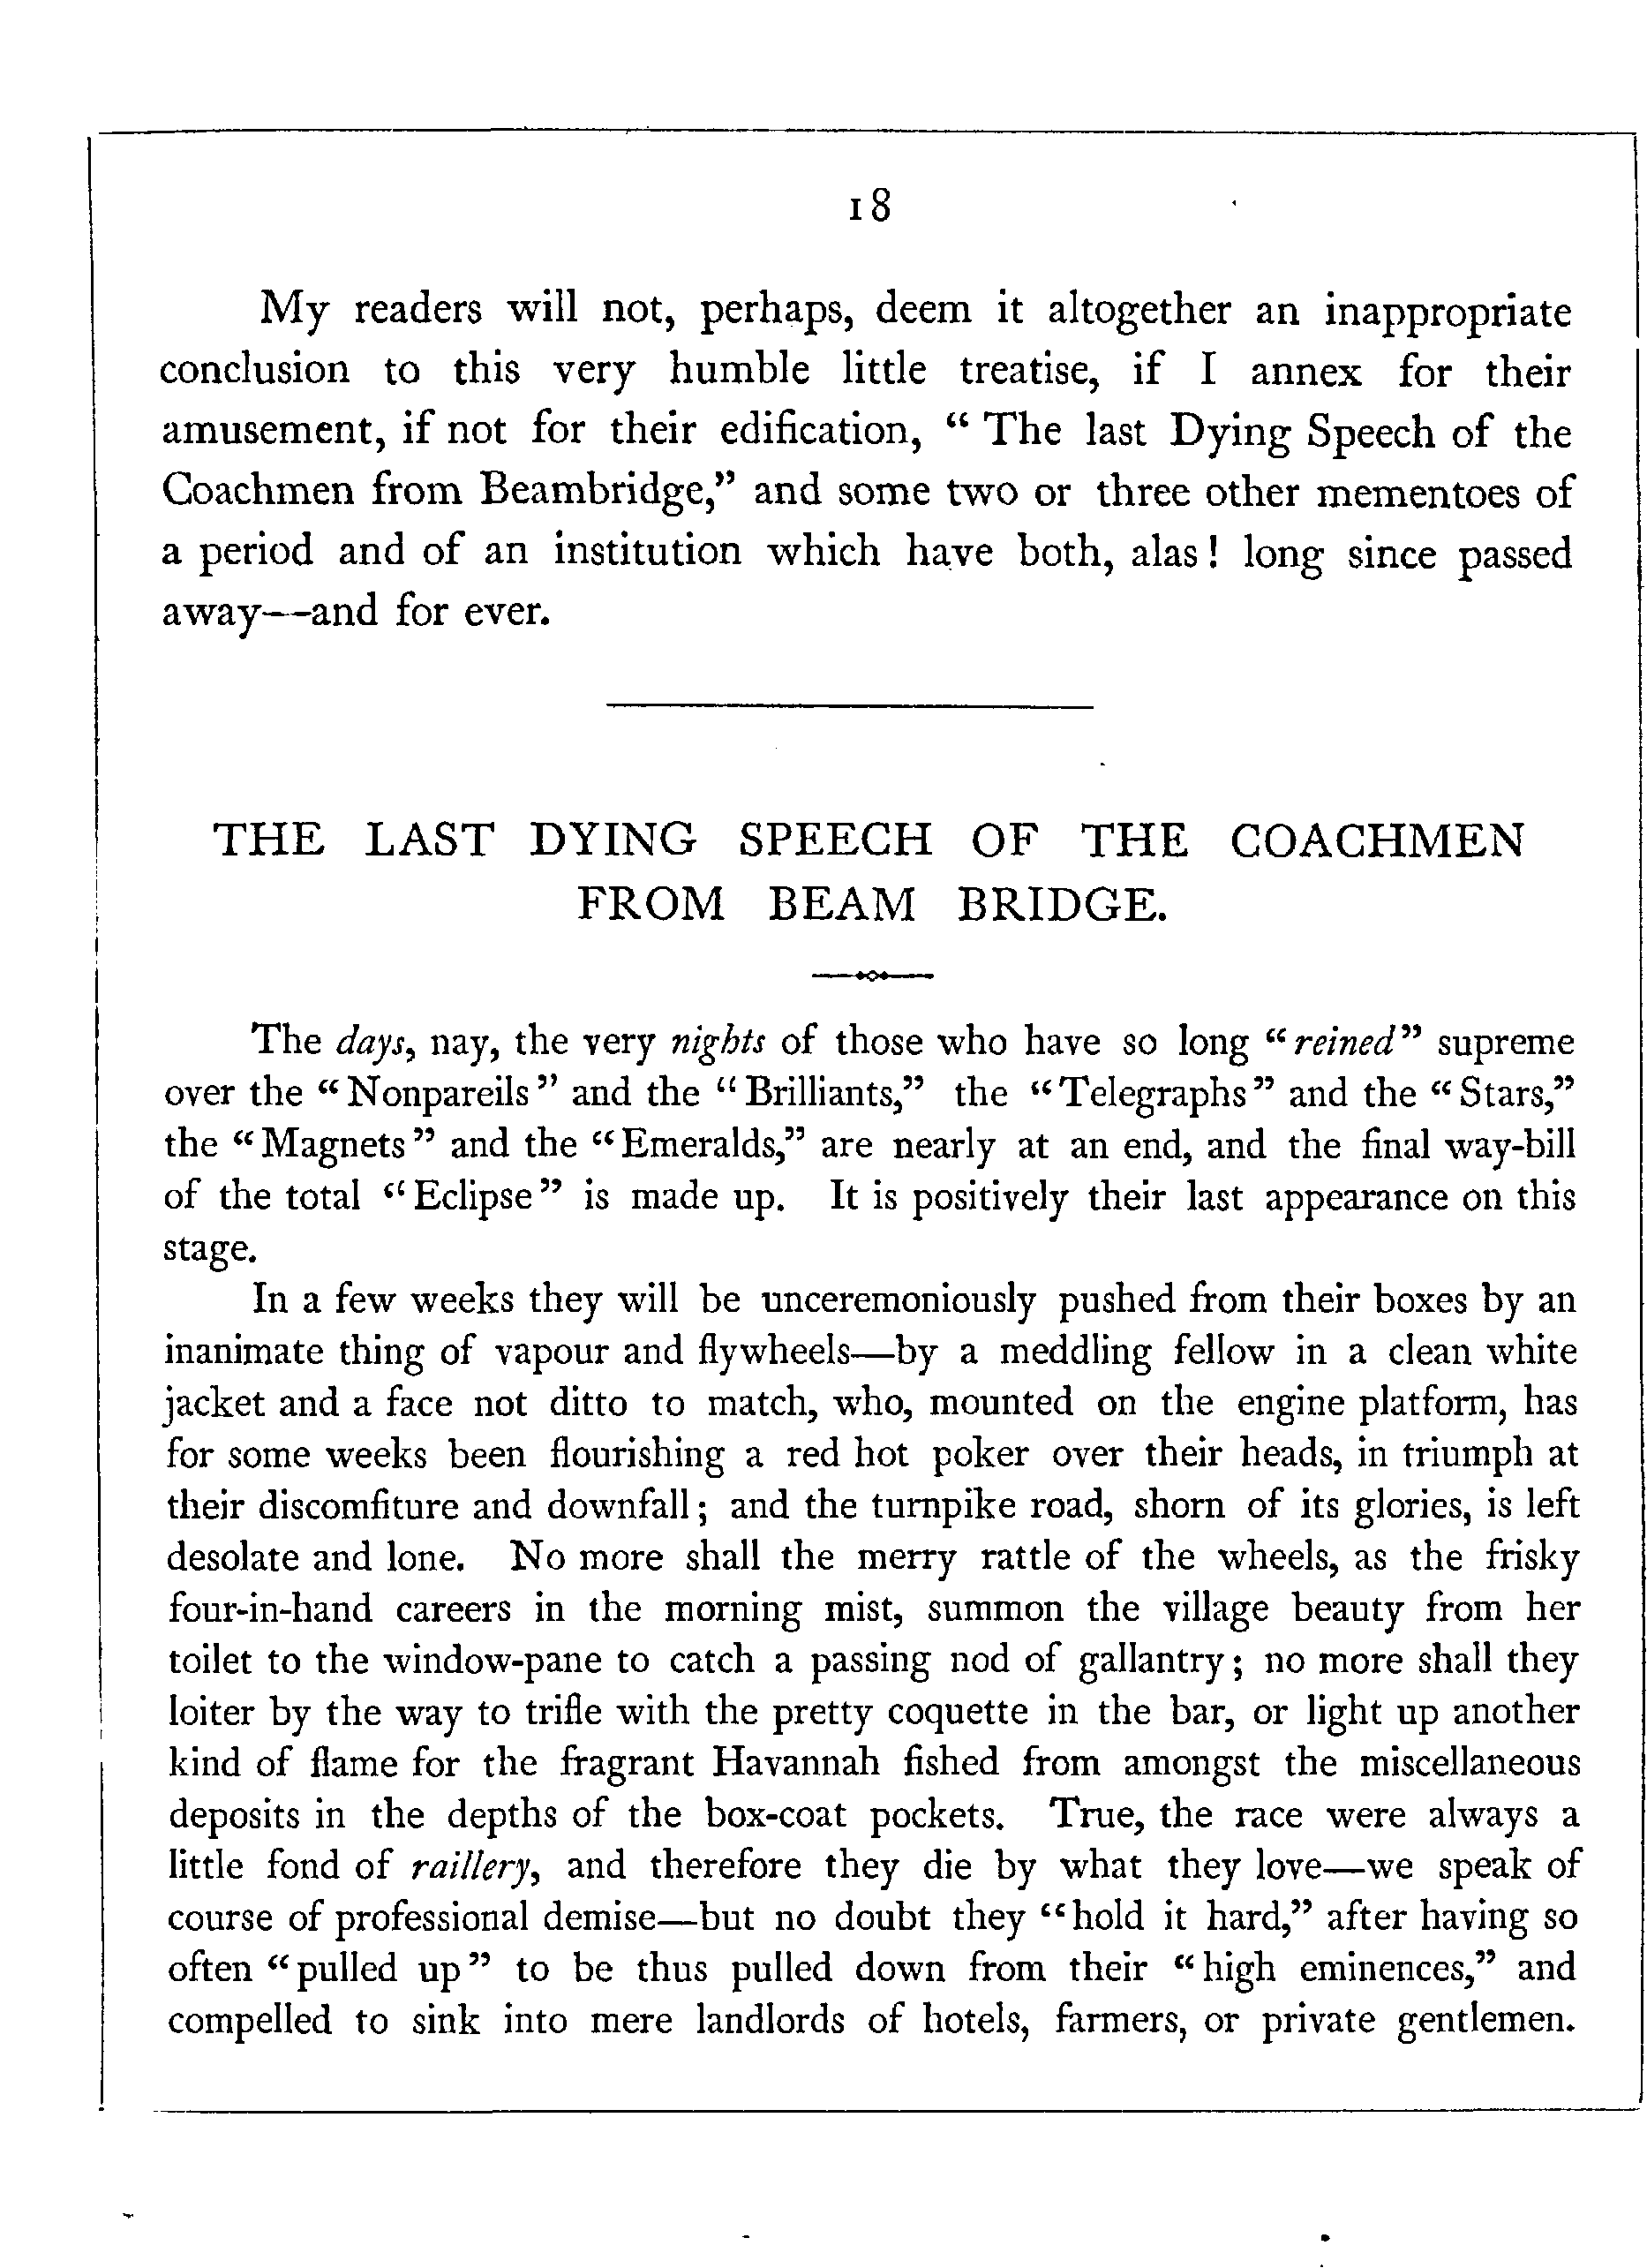 18
My readers will not, perhaps, deem it altogether an inappropriate
conclusion to this very humble little treatise, if I annex for their
amusement, if not for their edification, “ The last Dying Speech of the
Coachmen from Beambridge,” and some two or three other mementoes of
a period and of an institution which have both, alas! long since passed
away—and for ever.
THE LAST DYING SPEECH OF THE COACHMEN
FROM BEAM BRIDGE.
The days, nay, the very nights of those who have so long “reined” supreme
over the “Nonpareils” and the “Brilliants,” the “Telegraphs” and the “Stars,”
the “Magnets” and the “Emeralds,” are nearly at an end, and the final way-bill
of the total “Eclipse” is made up. It is positively their last appearance on this
stage.
In a few weeks they will be unceremoniously pushed from their boxes by an
inanimate thing of vapour and flywheels—by a meddling fellow in a clean white
jacket and a face not ditto to match, who, mounted on the engine platform, has
for some weeks been flourishing a red hot poker over their heads, in triumph at
their discomfiture and downfall; and the turnpike road, shorn of its glories, is left
desolate and lone. No more shall the merry rattle of the wheels, as the frisky
four-in-hand careers in the morning mist, summon the village beauty from her
toilet to the window-pane to catch a passing nod of gallantry; no more shall they
loiter by the way to trifle with the pretty coquette in the bar, or light up another
kind of flame for the fragrant Havannah fished from amongst the miscellaneous
deposits in the depths of the box-coat pockets. True, the race were always a
little fond of raillery, and therefore they die by what they love—we speak of
course of professional demise—but no doubt they “hold it hard,” after having so
often “pulled up” to be thus pulled down from their “high eminences,” and
compelled to sink into mere landlords of hotels, farmers, or private gentlemen.